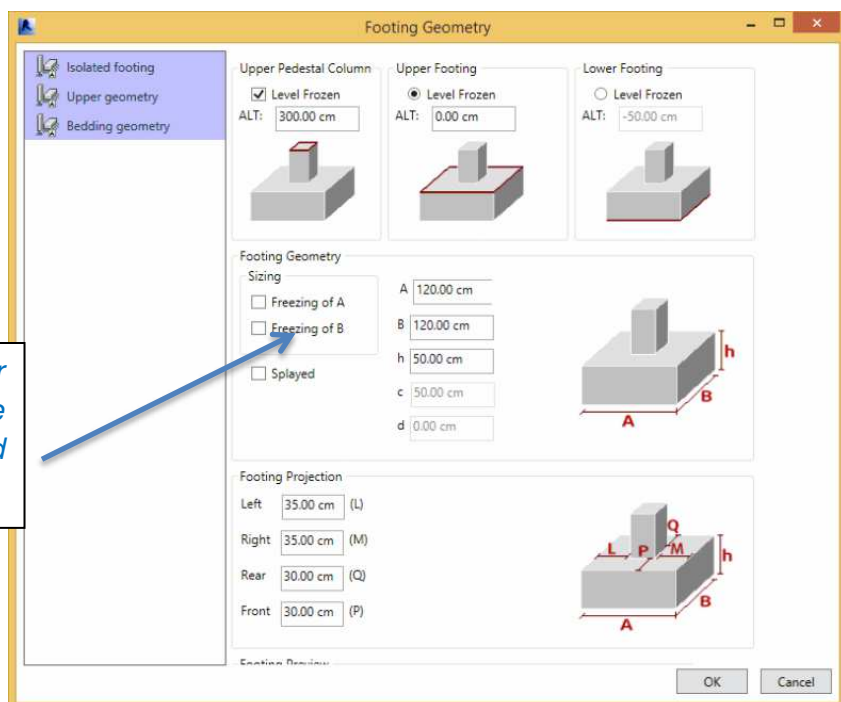 Footing Geometry
Isolated footing
Upper geometry
Bedding geometry
Upper Pedestal Column
Level Frozen
ALT: 300.00 cm
Upper Footing
Level Frozen
ALT: 0.00 cm
Lower Footing
Level Frozen
ALT: -50.00 cm
Footing Geometry
Sizing
Freezing of A
Freezing of B
Splayed
A 120.00 cm
B 120.00 cm
h 50.00 cm
c 50.00 cm
d 0.00 cm
h
B
A
Footing Projection
Left 35.00 cm (L)
Right 35.00 cm (M)
Rear 30.00 cm (Q)
Front 30.00 cm (P)
Q
L P M h
B
A
Footing Preview
OK Cancel